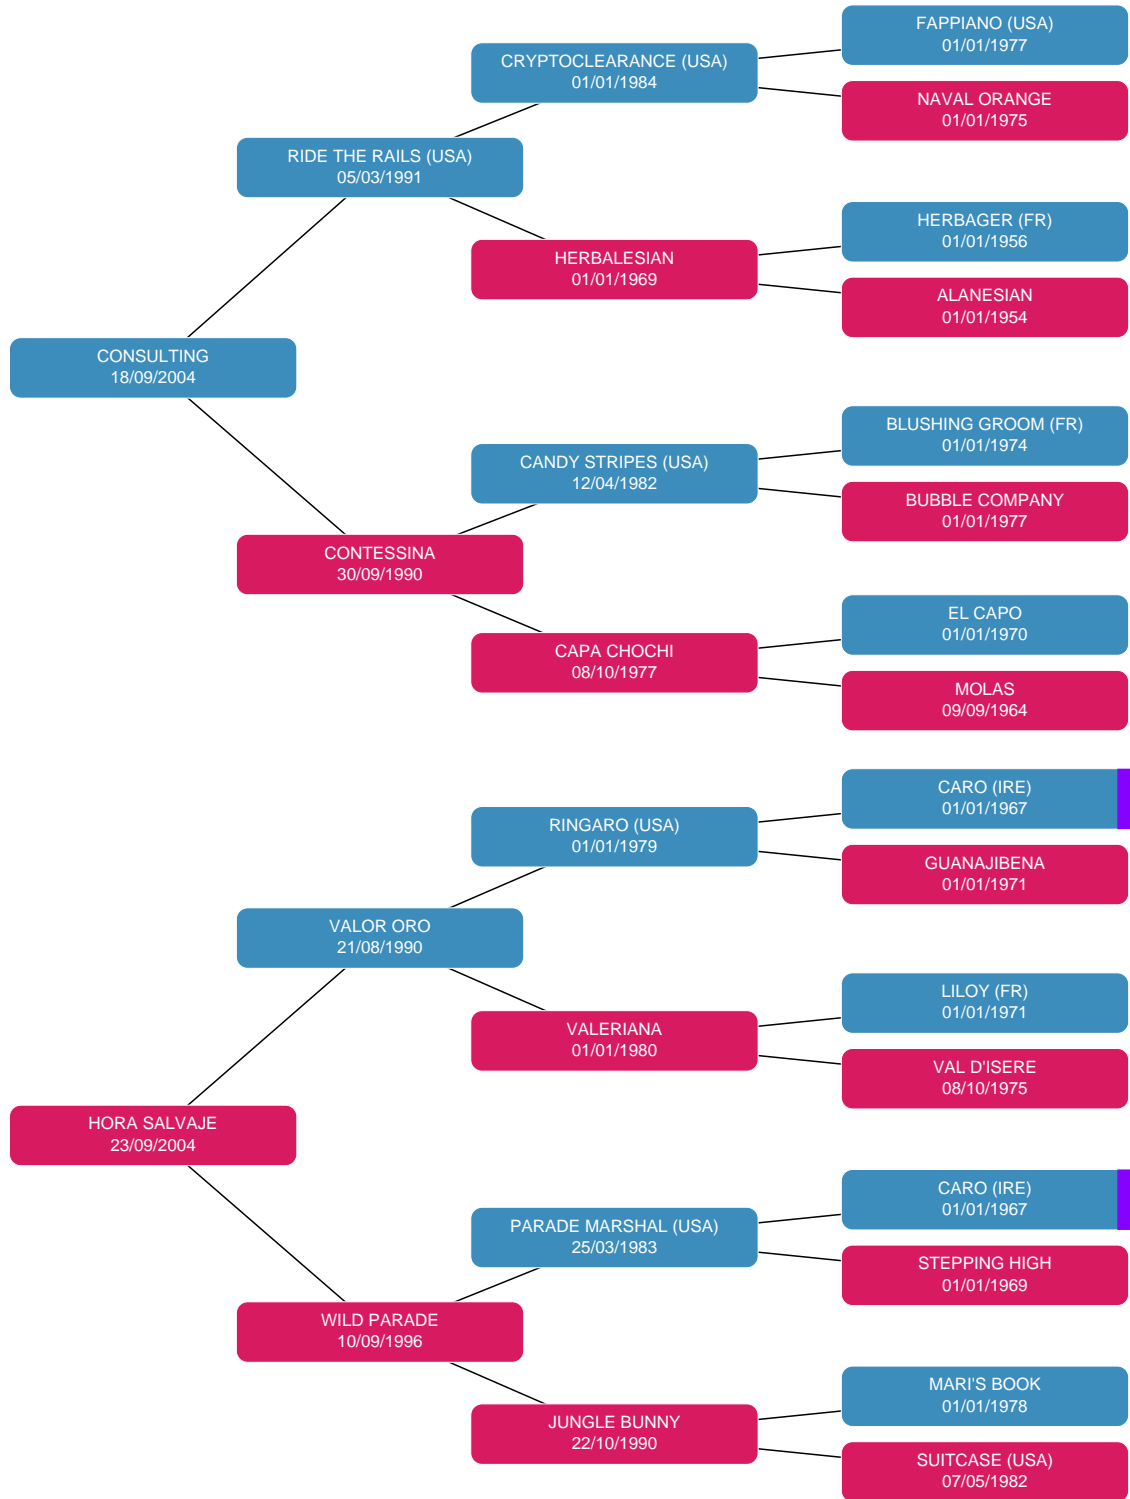 FAPPIANO (USA)
01/01/1977
CRYPTOCLEARANCE (USA)
01/01/1984
NAVAL ORANGE
01/01/1975
RIDE THE RAILS (USA)
05/03/1991
HERBAGER (FR)
01/01/1956
HERBALESIAN
01/01/1969
ALANESIAN
01/01/1954
CONSULTING
18/09/2004
BLUSHING GROOM (FR)
01/01/1974
CANDY STRIPES (USA)
12/04/1982
BUBBLE COMPANY
01/01/1977
CONTESSINA
30/09/1990
EL CAPO
01/01/1970
CAPA CHOCHI
08/10/1977
MOLAS
09/09/1964
CARO (IRE)
01/01/1967
RINGARO (USA)
01/01/1979
GUANAJIBENA
01/01/1971
VALOR ORO
21/08/1990
LILOY (FR)
01/01/1971
VALERIANA
01/01/1980
VAL D'ISERE
08/10/1975
HORA SALVAJE
23/09/2004
CARO (IRE)
01/01/1967
PARADE MARSHAL (USA)
25/03/1983
STEPPING HIGH
01/01/1969
WILD PARADE
10/09/1996
MARI'S BOOK
01/01/1978
JUNGLE BUNNY
22/10/1990
SUITCASE (USA)
07/05/1982